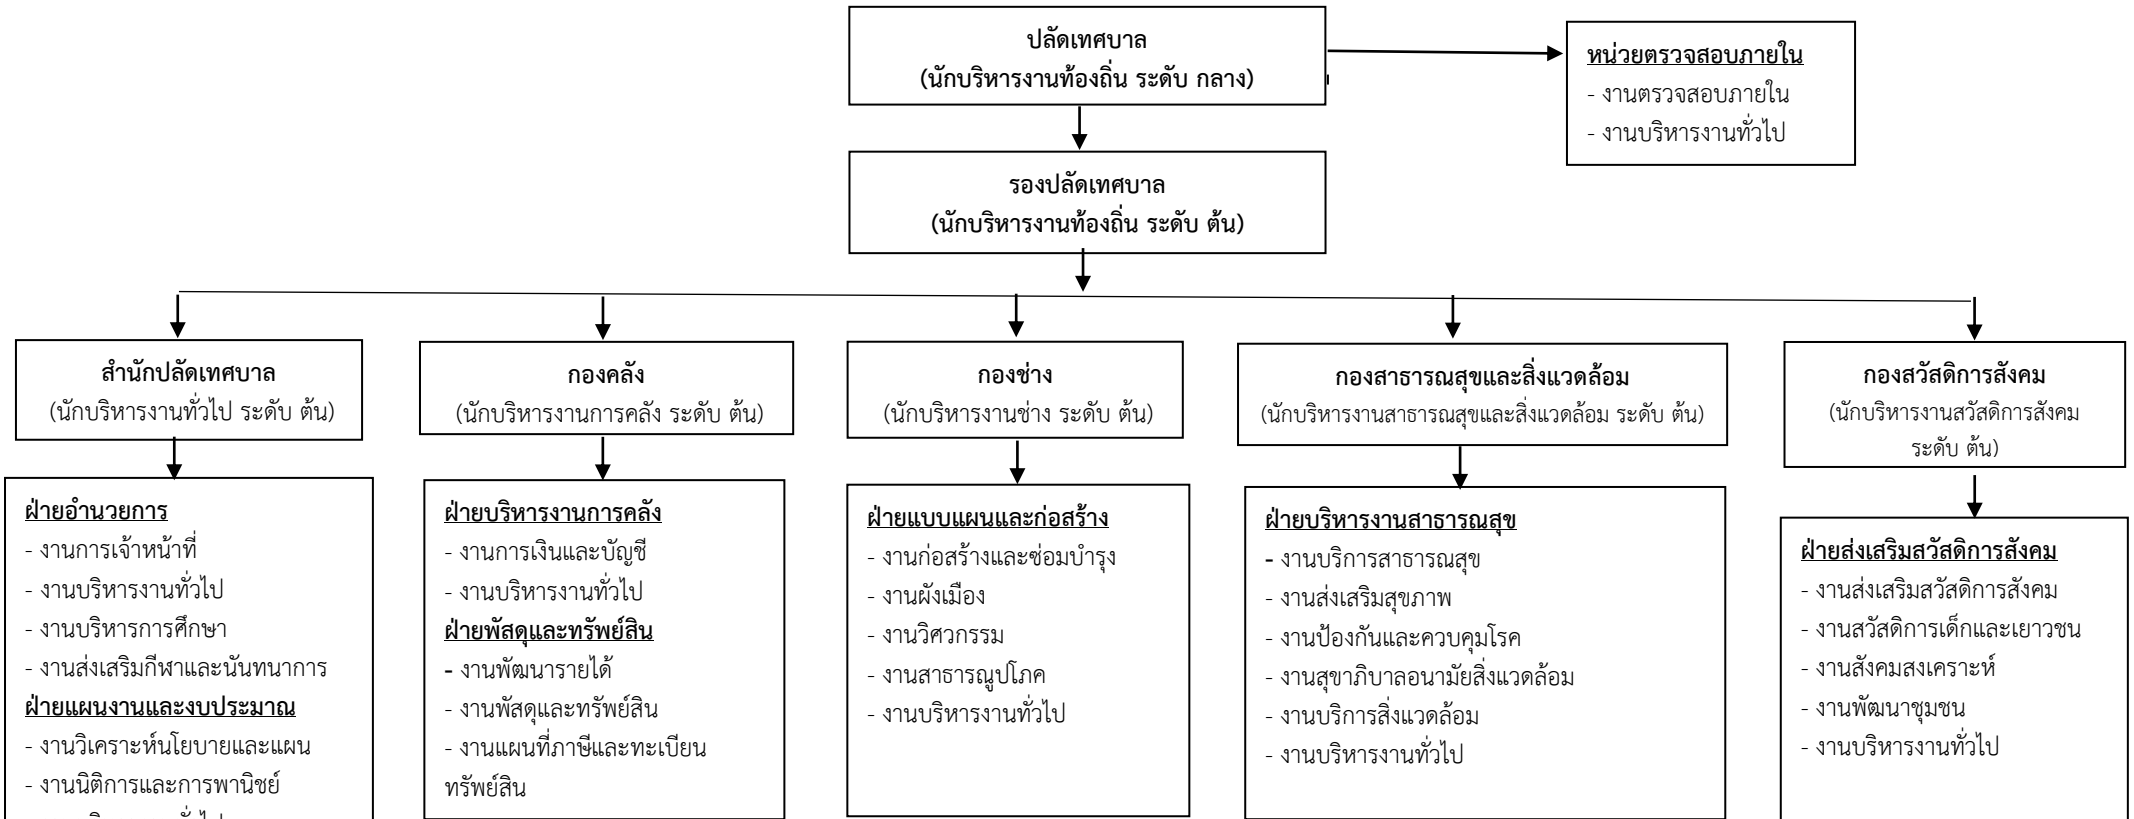 ปลัดเทศบาล
(นักบริหารงานท้องถิ่น ระดับ กลาง)
หน่วยตรวจสอบภายใน
- งานตรวจสอบภายใน
- งานบริหารงานทั่วไป
รองปลัดเทศบาล
(นักบริหารงานท้องถิ่น ระดับ ต้น)
สำนักปลัดเทศบาล
(นักบริหารงานทั่วไป ระดับ ต้น)
กองคลัง
(นักบริหารงานการคลัง ระดับ ต้น)
กองช่าง
(นักบริหารงานช่าง ระดับ ต้น)
กองสาธารณสุขและสิ่งแวดล้อม
(นักบริหารงานสาธารณสุขและสิ่งแวดล้อม ระดับ ต้น)
กองสวัสดิการสังคม
(นักบริหารงานสวัสดิการสังคม
ระดับ ต้น)
ฝ่ายอำนวยการ
- งานการเจ้าหน้าที่
- งานบริหารงานทั่วไป
- งานบริหารการศึกษา
- งานส่งเสริมกีฬาและนันทนาการ
ฝ่ายแผนงานและงบประมาณ
- งานวิเคราะห์นโยบายและแผน
- งานนิติการและการพานิชย์
ฝ่ายบริหารงานการคลัง
- งานการเงินและบัญชี
- งานบริหารงานทั่วไป
ฝ่ายพัสดุและทรัพย์สิน
- งานพัฒนารายได้
- งานพัสดุและทรัพย์สิน
- งานแผนที่ภาษีและทะเบียน
ทรัพย์สิน
ฝ่ายแบบแผนและก่อสร้าง
- งานก่อสร้างและซ่อมบำรุง
- งานผังเมือง
- งานวิศวกรรม
- งานสาธารณูปโภค
- งานบริหารงานทั่วไป
ฝ่ายบริหารงานสาธารณสุข
- งานบริการสาธารณสุข
- งานส่งเสริมสุขภาพ
- งานป้องกันและควบคุมโรค
- งานสุขาภิบาลอนามัยสิ่งแวดล้อม
- งานบริการสิ่งแวดล้อม
- งานบริหารงานทั่วไป
ฝ่ายส่งเสริมสวัสดิการสังคม
- งานส่งเสริมสวัสดิการสังคม
- งานสวัสดิการเด็กและเยาวชน
- งานสังคมสงเคราะห์
- งานพัฒนาชุมชน
- งานบริหารงานทั่วไป